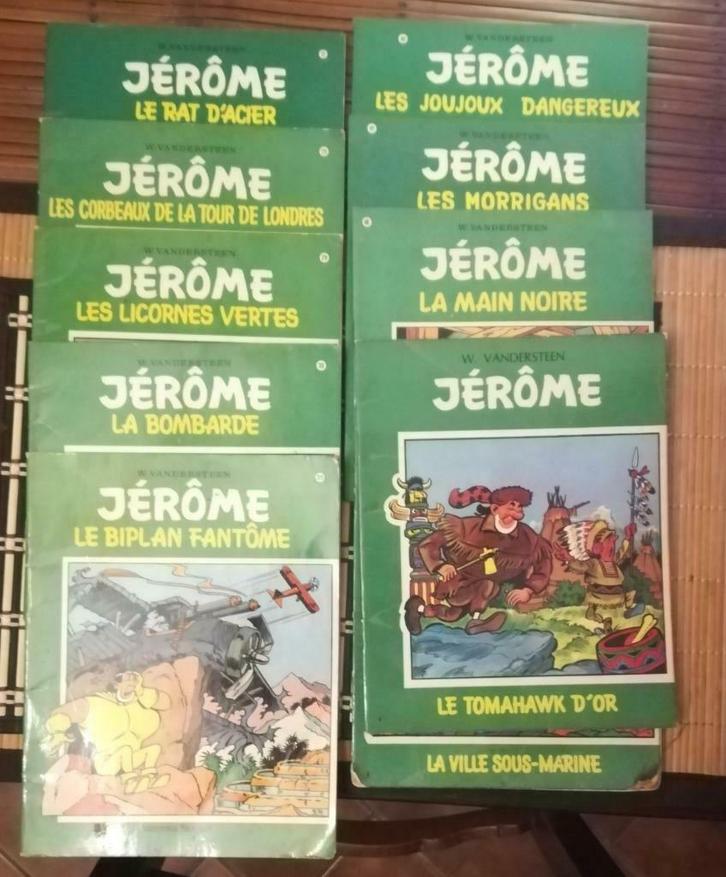 W. VANDERSTEEN
JÉRÔME
LE RAT D'ACIER
W. VANDERSTEEN
JÉRÔME
LES CORBEAUX DE LA TOUR DE LONDRES
W. VANDERSTEEN
JÉRÔME
LES LICORNES VERTES
W. VANDERSTEEN
JÉRÔME
LA BOMBARDE
W. VANDERSTEEN
JÉRÔME
LE BIPLAN FANTÔME
W. VANDERSTEEN
JÉRÔME
LES JOUJOUX DANGEREUX
W. VANDERSTEEN
JÉRÔME
LES MORRIGANS
W. VANDERSTEEN
JÉRÔME
LA MAIN NOIRE
W. VANDERSTEEN
JÉRÔME
LE TOMAHAWK D'OR
LA VILLE SOUS-MARINE